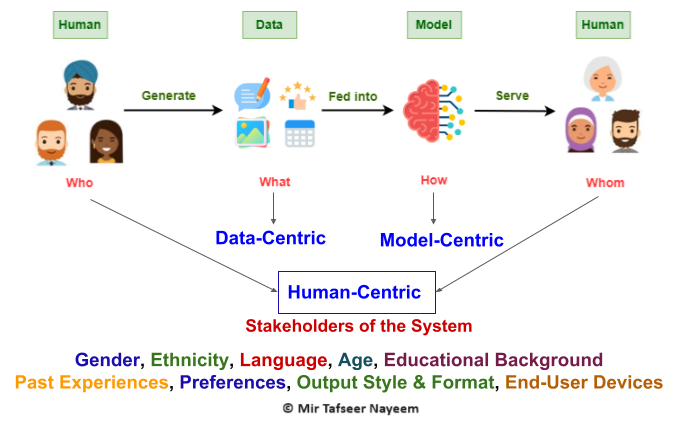 Human Data Model Human
Generate Fed into Serve
Who What How Whom
Data-Centric Model-Centric
Human-Centric
Stakeholders of the System
Gender, Ethnicity, Language, Age, Educational Background
Past Experiences, Preferences, Output Style & Format, End-User Devices
© Mir Tafseer Nayeem